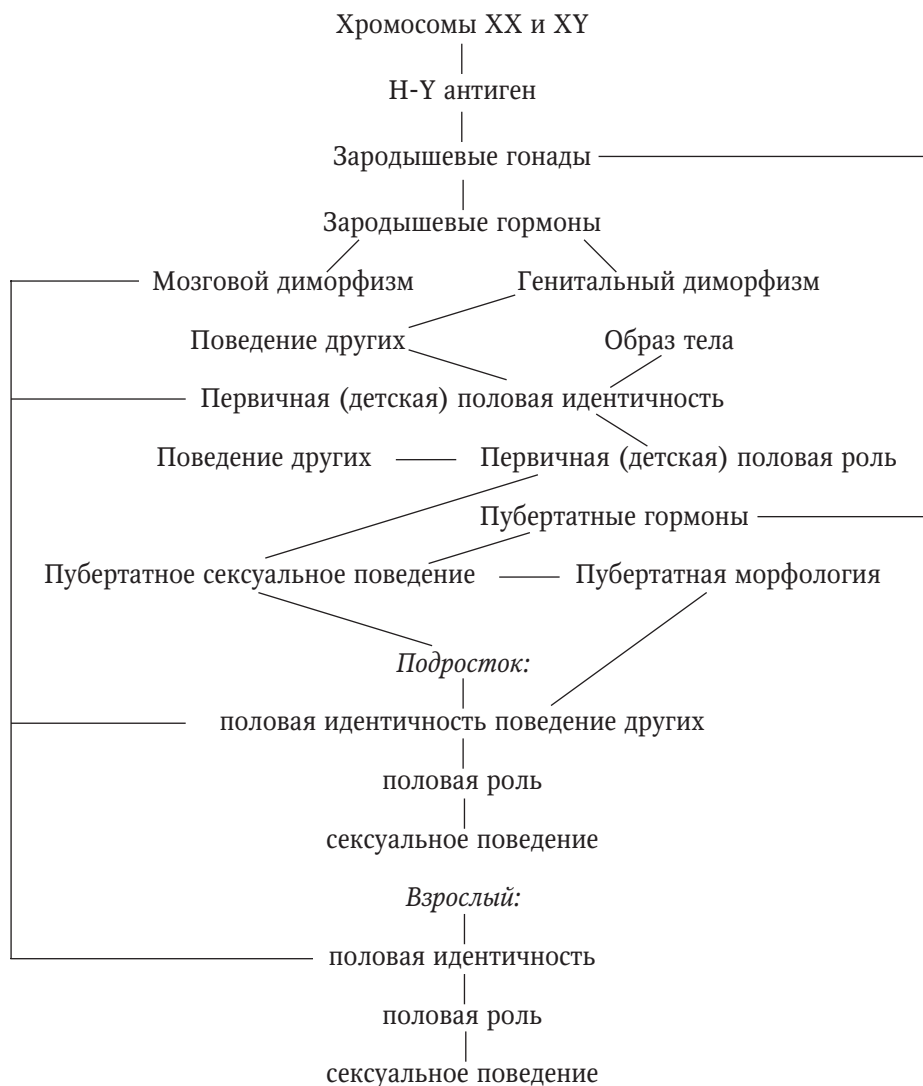 Хромосомы XX и XY
H-Y антиген
Зародышевые гонады
Зародышевые гормоны
Мозговой диморфизм Генитальный диморфизм
Поведение других Образ тела
Первичная (детская) половая идентичность
Поведение других Первичная (детская) половая роль
Пубертатные гормоны
Пубертатное сексуальное поведение Пубертатная морфология
Подросток:
половая идентичность поведение других
половая роль
сексуальное поведение
Взрослый:
половая идентичность
половая роль
сексуальное поведение